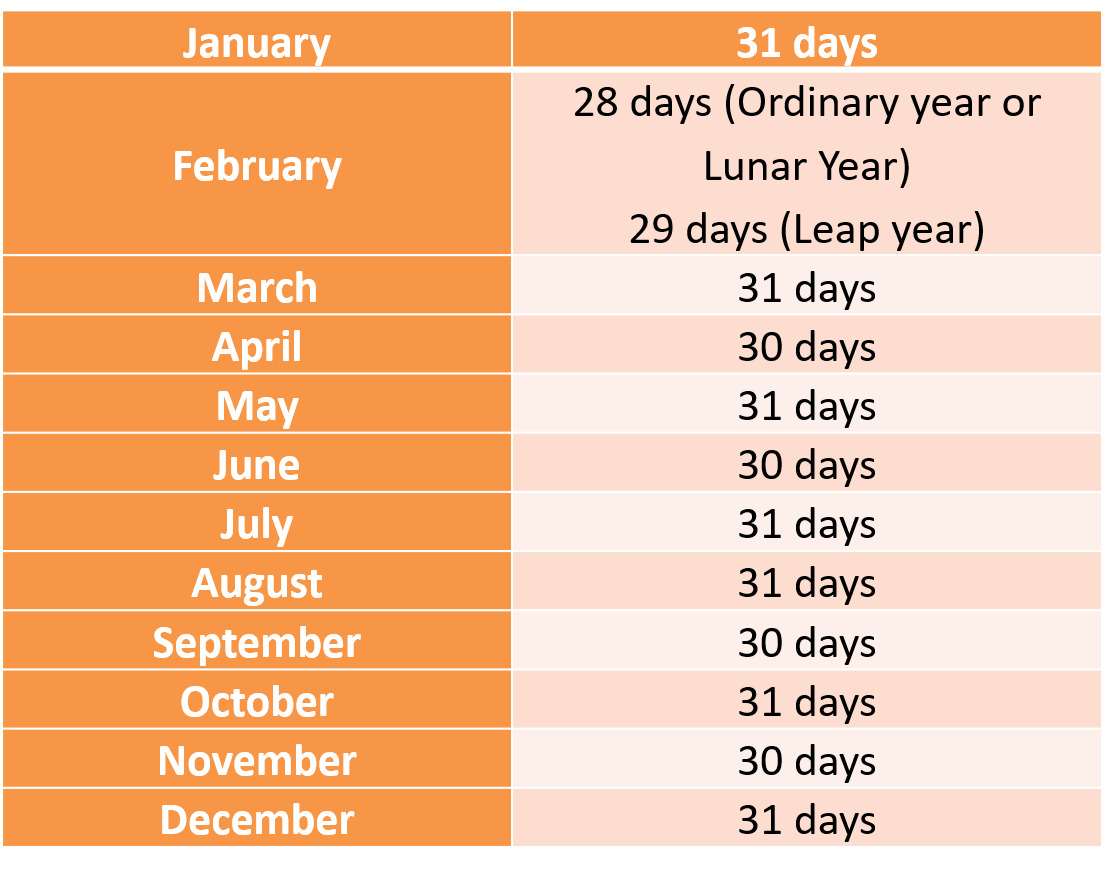 January 31 days
February 28 days (Ordinary year or
Lunar Year)
29 days (Leap year)
March 31 days
April 30 days
May 31 days
June 30 days
July 31 days
August 31 days
September 30 days
October 31 days
November 30 days
December 31 days